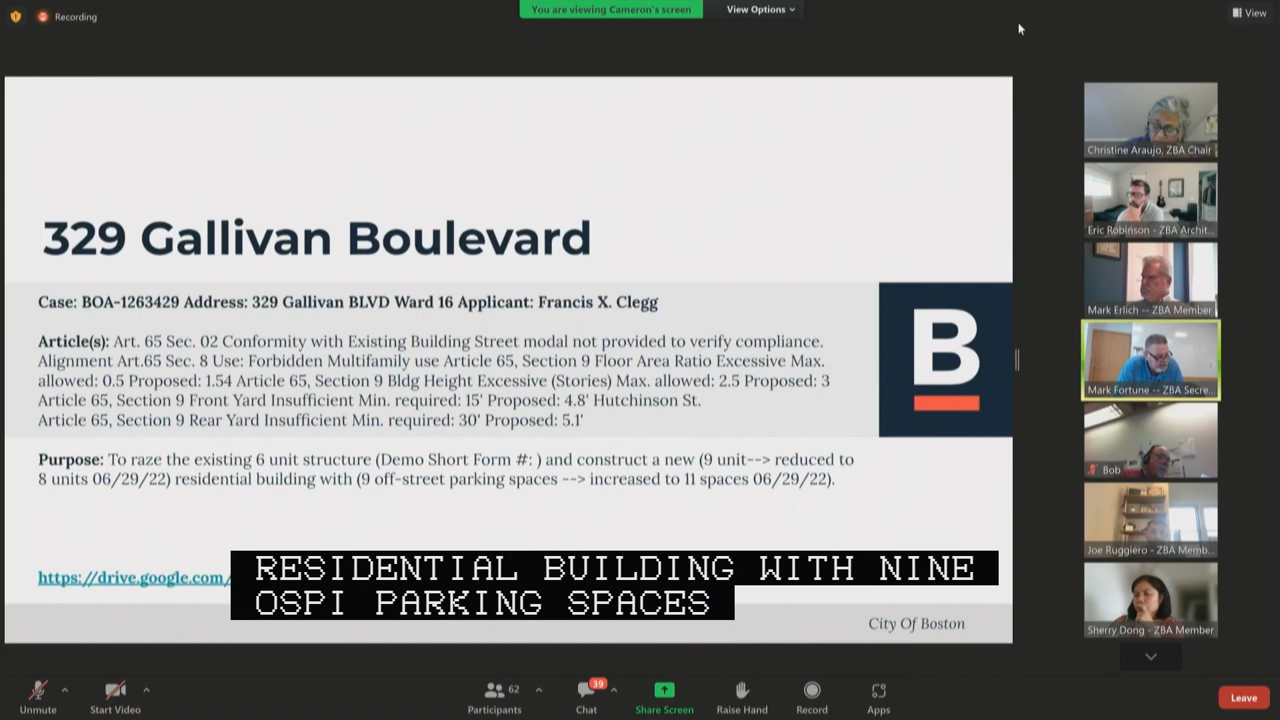 Recording
You are viewing Cameron's screen
View Options
View
329 Gallivan Boulevard
Case: BOA-1263429 Address: 329 Gallivan BLVD Ward 16 Applicant: Francis X. Clegg
Article(s): Art. 65 Sec. 02 Conformity with Existing Building Street modal not provided to verify compliance.
Alignment Art.65 Sec. 8 Use: Forbidden Multifamily use Article 65, Section 9 Floor Area Ratio Excessive Max.
allowed: 0.5 Proposed: 1.54 Article 65, Section 9 Bldg Height Excessive (Stories) Max. allowed: 2.5 Proposed: 3
Article 65, Section 9 Front Yard Insufficient Min.required: 15' Proposed: 4.8' Hutchinson St.
Article 65, Section 9 Rear Yard Insufficient Min. required: 30' Proposed: 5.1'
Purpose: To raze the existing 6 unit structure (Demo Short Form #: ) and construct a new (9 unit--> reduced to
8 units 06/29/22) residential building with (9 off-street parking spaces --> increased to 11 spaces 06/29/22).
B
https://drive.google.com/
RESIDENTIAL BUILDING WITH NINE
OSPI PARKING SPACES
City Of Boston
Christine Araujo, ZBA Chair
Eric Robinson - ZBA Archit...
Mark Erlich -- ZBA Member
Mark Fortune -- ZBA Secre...
Bob
Joe Ruggiero - ZBA Memb...
Sherry Dong - ZBA Member
Unmute
Start Video
62
Participants
39
Chat
Share Screen
Raise Hand
Record
Apps
Leave